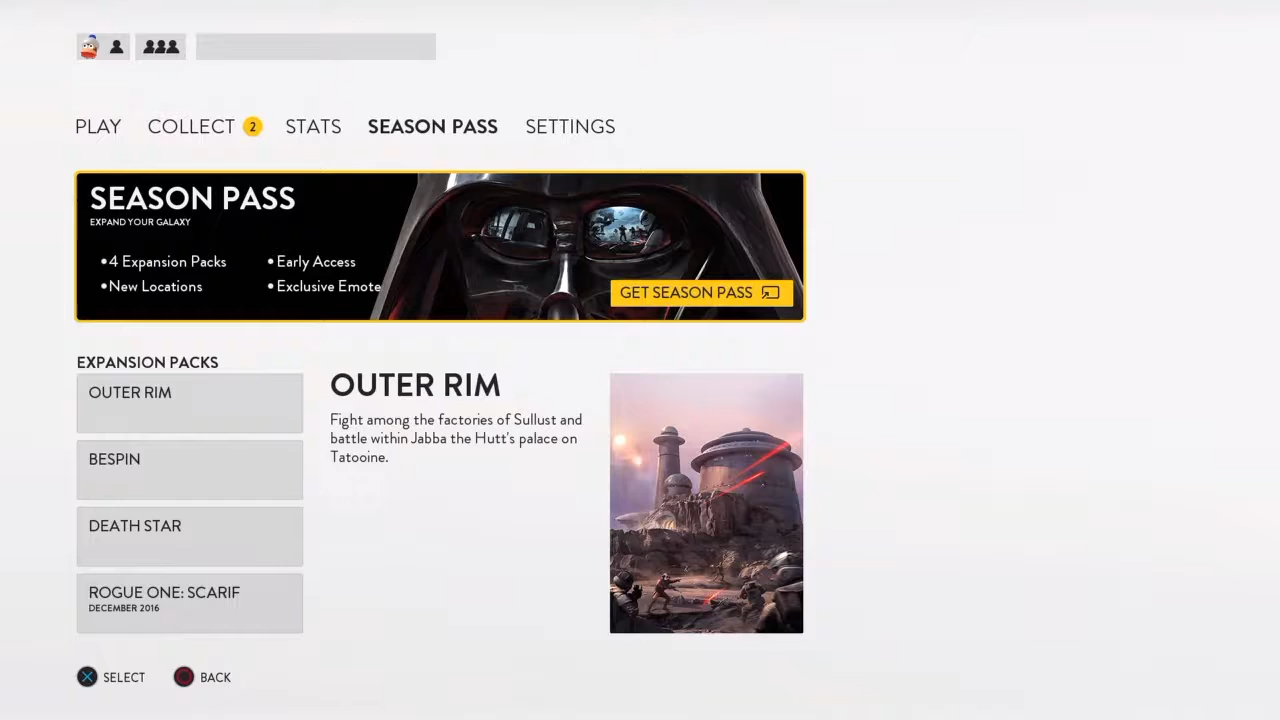 PLAY COLLECT 2 STATS SEASON PASS SETTINGS
SEASON PASS
EXPAND YOUR GALAXY
•4 Expansion Packs •Early Access
•New Locations •Exclusive Emote
GET SEASON PASS
EXPANSION PACKS
OUTER RIM
BESPIN
DEATH STAR
ROGUE ONE: SCARIF
DECEMBER 2016
OUTER RIM
Fight among the factories of Sullust and
battle within Jabba the Hutt's palace on
Tatooine.
SELECT BACK